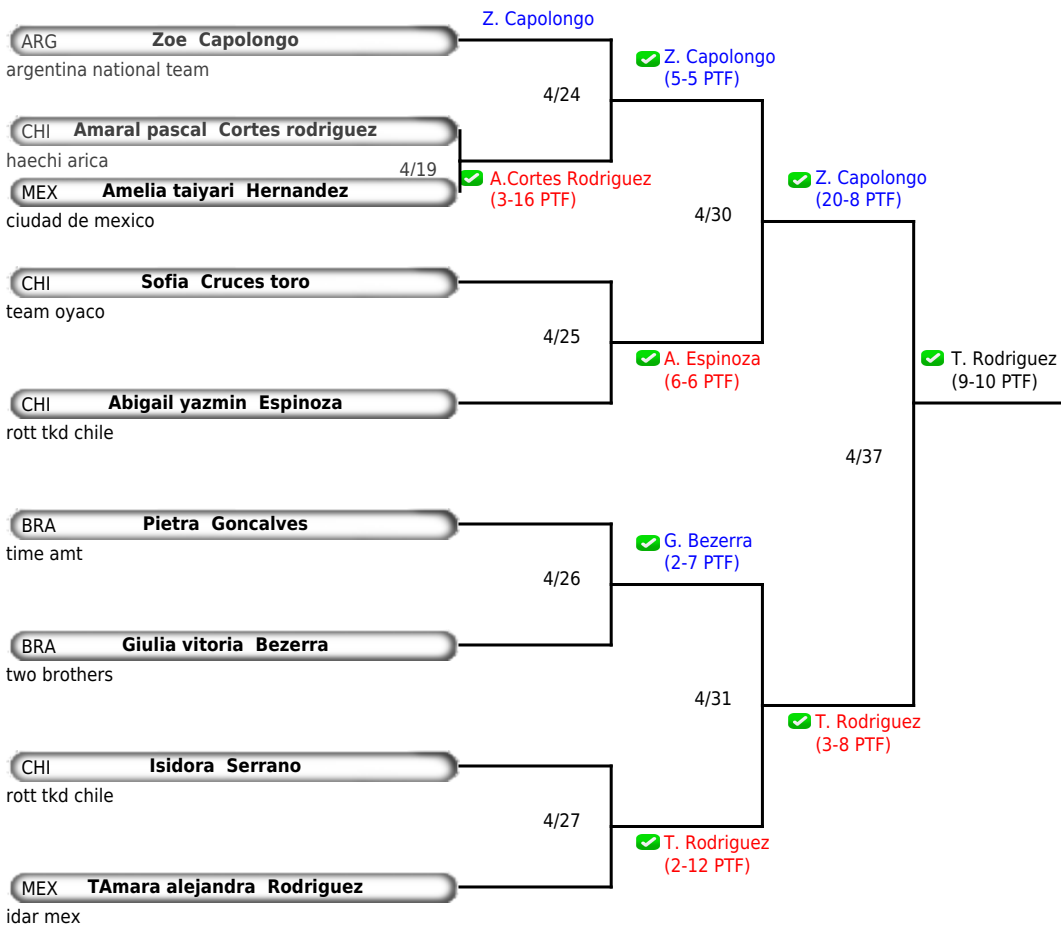 Z. Capolongo
ARG Zoe Capolongo
argentina national team
Z. Capolongo
(5-5 PTF)
4/24
CHI Amaral pascal Cortes rodriguez
haechi arica
4/19
A.Cortes Rodriguez
(3-16 PTF)
MEX Amelia taiyari Hernandez
ciudad de mexico
Z. Capolongo
(20-8 PTF)
4/30
CHI Sofia Cruces toro
team oyaco
4/25
A. Espinoza
(6-6 PTF)
T. Rodriguez
(9-10 PTF)
CHI Abigail yazmin Espinoza
rott tkd chile
4/37
BRA Pietra Goncalves
time amt
G. Bezerra
(2-7 PTF)
4/26
BRA Giulia vitoria Bezerra
two brothers
4/31
T. Rodriguez
(3-8 PTF)
CHI Isidora Serrano
rott tkd chile
4/27
T. Rodriguez
(2-12 PTF)
MEX TAmara alejandra Rodriguez
idar mex